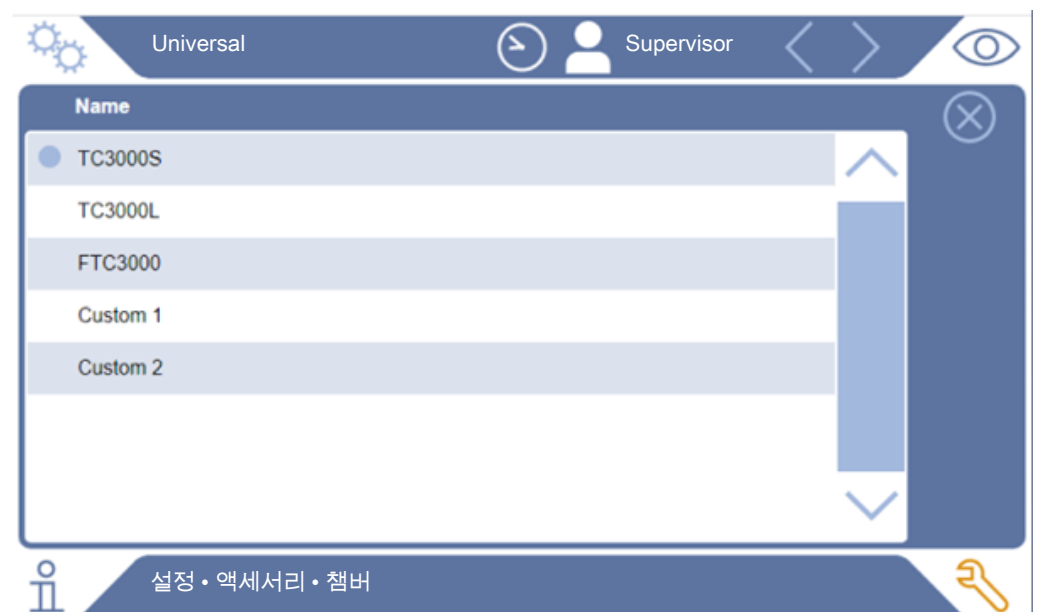 Universal
Supervisor
Name
TC3000S
TC3000L
FTC3000
Custom 1
Custom 2
설정 • 액세서리 • 챔버